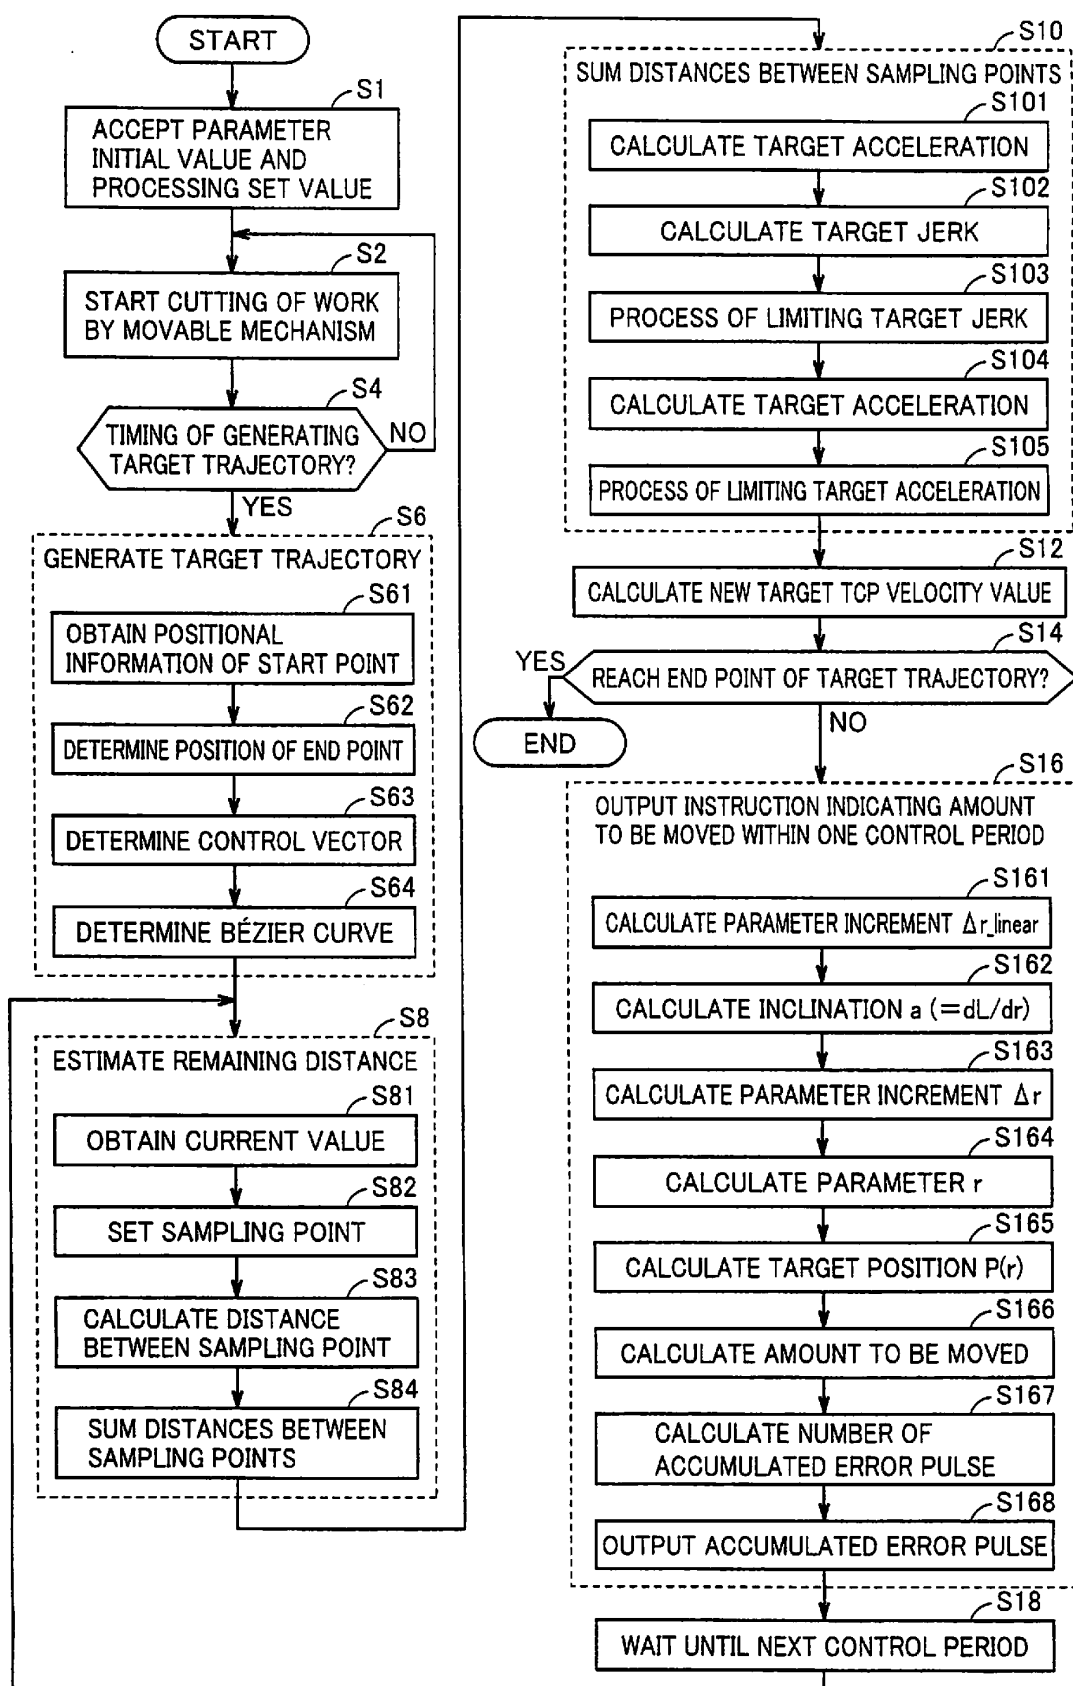 START
S1
ACCEPT PARAMETER
INITIAL VALUE AND
PROCESSING SET VALUE
S2
START CUTTING OF WORK
BY MOVABLE MECHANISM
S4
TIMING OF GENERATING
TARGET TRAJECTORY?
NO
YES
S6
GENERATE TARGET TRAJECTORY
S61
OBTAIN POSITIONAL
INFORMATION OF START POINT
S62
DETERMINE POSITION OF END POINT
S63
DETERMINE CONTROL VECTOR
S64
DETERMINE BÉZIER CURVE
S8
ESTIMATE REMAINING DISTANCE
S81
OBTAIN CURRENT VALUE
S82
SET SAMPLING POINT
S83
CALCULATE DISTANCE
BETWEEN SAMPLING POINT
S84
SUM DISTANCES BETWEEN
SAMPLING POINTS
S10
SUM DISTANCES BETWEEN SAMPLING POINTS
S101
CALCULATE TARGET ACCELERATION
S102
CALCULATE TARGET JERK
S103
PROCESS OF LIMITING TARGET JERK
S104
CALCULATE TARGET ACCELERATION
S105
PROCESS OF LIMITING TARGET ACCELERATION
S12
CALCULATE NEW TARGET TCP VELOCITY VALUE
S14
REACH END POINT OF TARGET TRAJECTORY?
YES
END
NO
S16
OUTPUT INSTRUCTION INDICATING AMOUNT
TO BE MOVED WITHIN ONE CONTROL PERIOD
S161
CALCULATE PARAMETER INCREMENT Δr_linear
S162
CALCULATE INCLINATION a (=dL/dr)
S163
CALCULATE PARAMETER INCREMENT Δr
S164
CALCULATE PARAMETER r
S165
CALCULATE TARGET POSITION P(r)
S166
CALCULATE AMOUNT TO BE MOVED
S167
CALCULATE NUMBER OF
ACCUMULATED ERROR PULSE
S168
OUTPUT ACCUMULATED ERROR PULSE
S18
WAIT UNTIL NEXT CONTROL PERIOD